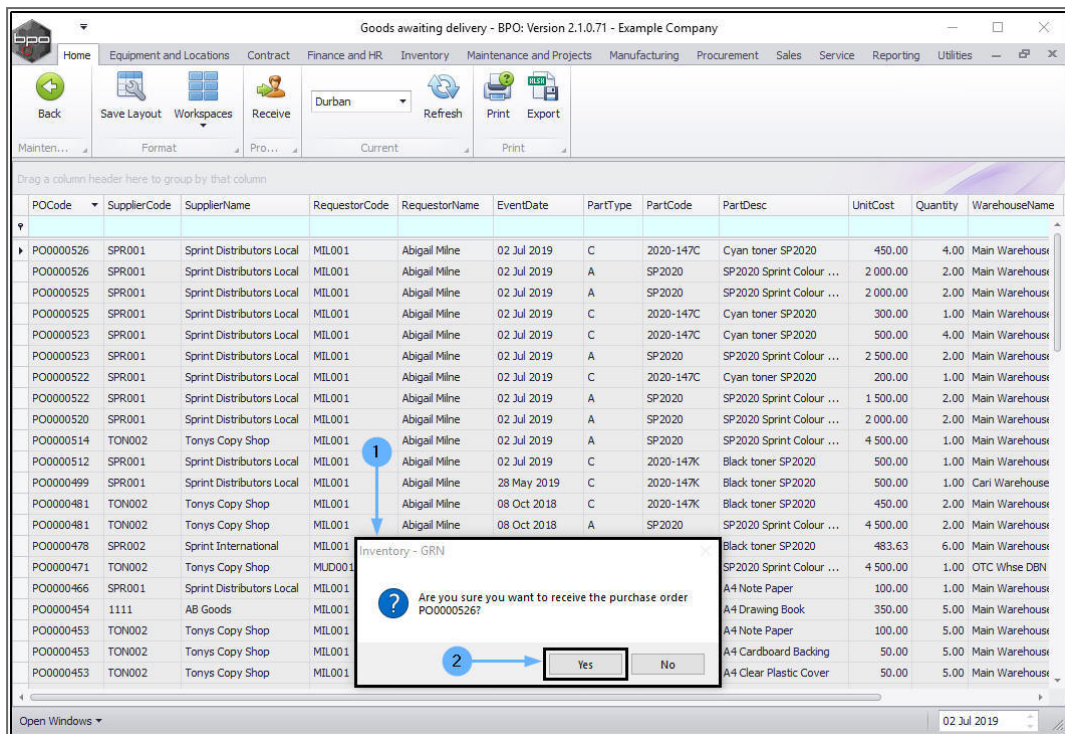 Goods awaiting delivery - BPO: Version 2.1.0.71 - Example Company
bpo
Home Equipment and Locations Contract Finance and HR Inventory Maintenance and Projects Manufacturing Procurement Sales Service Reporting Utilities
Back Save Layout Workspaces Receive Durban Refresh Print Export
Mainten... Format Pro... Current Print
Drag a column header here to group by that column
POCode SupplierCode SupplierName RequestorCode RequestorName EventDate PartType PartCode PartDesc UnitCost Quantity WarehouseName
PO0000526 SPR001 Sprint Distributors Local MIL001 Abigail Milne 02 Jul 2019 C 2020-147C Cyan toner SP2020 450.00 4.00 Main Warehouse
PO0000526 SPR001 Sprint Distributors Local MIL001 Abigail Milne 02 Jul 2019 A SP2020 SP2020 Sprint Colour ... 2 000.00 2.00 Main Warehouse
PO0000525 SPR001 Sprint Distributors Local MIL001 Abigail Milne 02 Jul 2019 A SP2020 SP2020 Sprint Colour ... 2 000.00 2.00 Main Warehouse
PO0000525 SPR001 Sprint Distributors Local MIL001 Abigail Milne 02 Jul 2019 C 2020-147C Cyan toner SP2020 300.00 1.00 Main Warehouse
PO0000523 SPR001 Sprint Distributors Local MIL001 Abigail Milne 02 Jul 2019 C 2020-147C Cyan toner SP2020 500.00 4.00 Main Warehouse
PO0000523 SPR001 Sprint Distributors Local MIL001 Abigail Milne 02 Jul 2019 A SP2020 SP2020 Sprint Colour ... 2 500.00 2.00 Main Warehouse
PO0000522 SPR001 Sprint Distributors Local MIL001 Abigail Milne 02 Jul 2019 C 2020-147C Cyan toner SP2020 200.00 1.00 Main Warehouse
PO0000522 SPR001 Sprint Distributors Local MIL001 Abigail Milne 02 Jul 2019 A SP2020 SP2020 Sprint Colour ... 1 500.00 2.00 Main Warehouse
PO0000520 SPR001 Sprint Distributors Local MIL001 Abigail Milne 02 Jul 2019 A SP2020 SP2020 Sprint Colour ... 2 000.00 2.00 Main Warehouse
PO0000514 TON002 Tonys Copy Shop MIL001 Abigail Milne 02 Jul 2019 A SP2020 SP2020 Sprint Colour ... 4 500.00 1.00 Main Warehouse
1
PO0000512 SPR001 Sprint Distributors Local MIL001 Abigail Milne 02 Jul 2019 C 2020-147K Black toner SP2020 500.00 1.00 Main Warehouse
PO0000499 SPR001 Sprint Distributors Local MIL001 Abigail Milne 28 May 2019 C 2020-147K Black toner SP2020 500.00 1.00 Cari Warehouse
PO0000481 TON002 Tonys Copy Shop MIL001 Abigail Milne 08 Oct 2018 C 2020-147K Black toner SP2020 450.00 2.00 Main Warehouse
PO0000481 TON002 Tonys Copy Shop MIL001 Abigail Milne 08 Oct 2018 A SP2020 SP2020 Sprint Colour ... 4 500.00 2.00 Main Warehouse
PO0000478 SPR002 Sprint International MIL001 Black toner SP2020 483.63 6.00 Main Warehouse
PO0000471 TON002 Tonys Copy Shop MUD001 SP2020 Sprint Colour ... 4 500.00 1.00 OTC Whse DBN
PO0000466 SPR001 Sprint Distributors Local MIL001 A4 Note Paper 100.00 1.00 Main Warehouse
PO0000454 1111 AB Goods MIL001 A4 Drawing Book 350.00 5.00 Main Warehouse
PO0000453 TON002 Tonys Copy Shop MIL001 A4 Note Paper 100.00 5.00 Main Warehouse
PO0000453 TON002 Tonys Copy Shop MIL001 A4 Cardboard Backing 50.00 5.00 Main Warehouse
PO0000453 TON002 Tonys Copy Shop MIL001 A4 Clear Plastic Cover 50.00 5.00 Main Warehouse
Inventory - GRN
Are you sure you want to receive the purchase order
PO0000526?
2
Yes No
Open Windows 02 Jul 2019